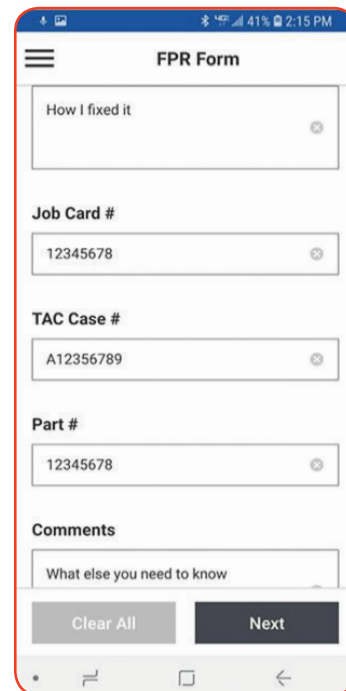 41% 2:15 PM
FPR Form
How I fixed it
Job Card #
12345678
TAC Case #
A12356789
Part #
12345678
Comments
What else you need to know
Clear All
Next